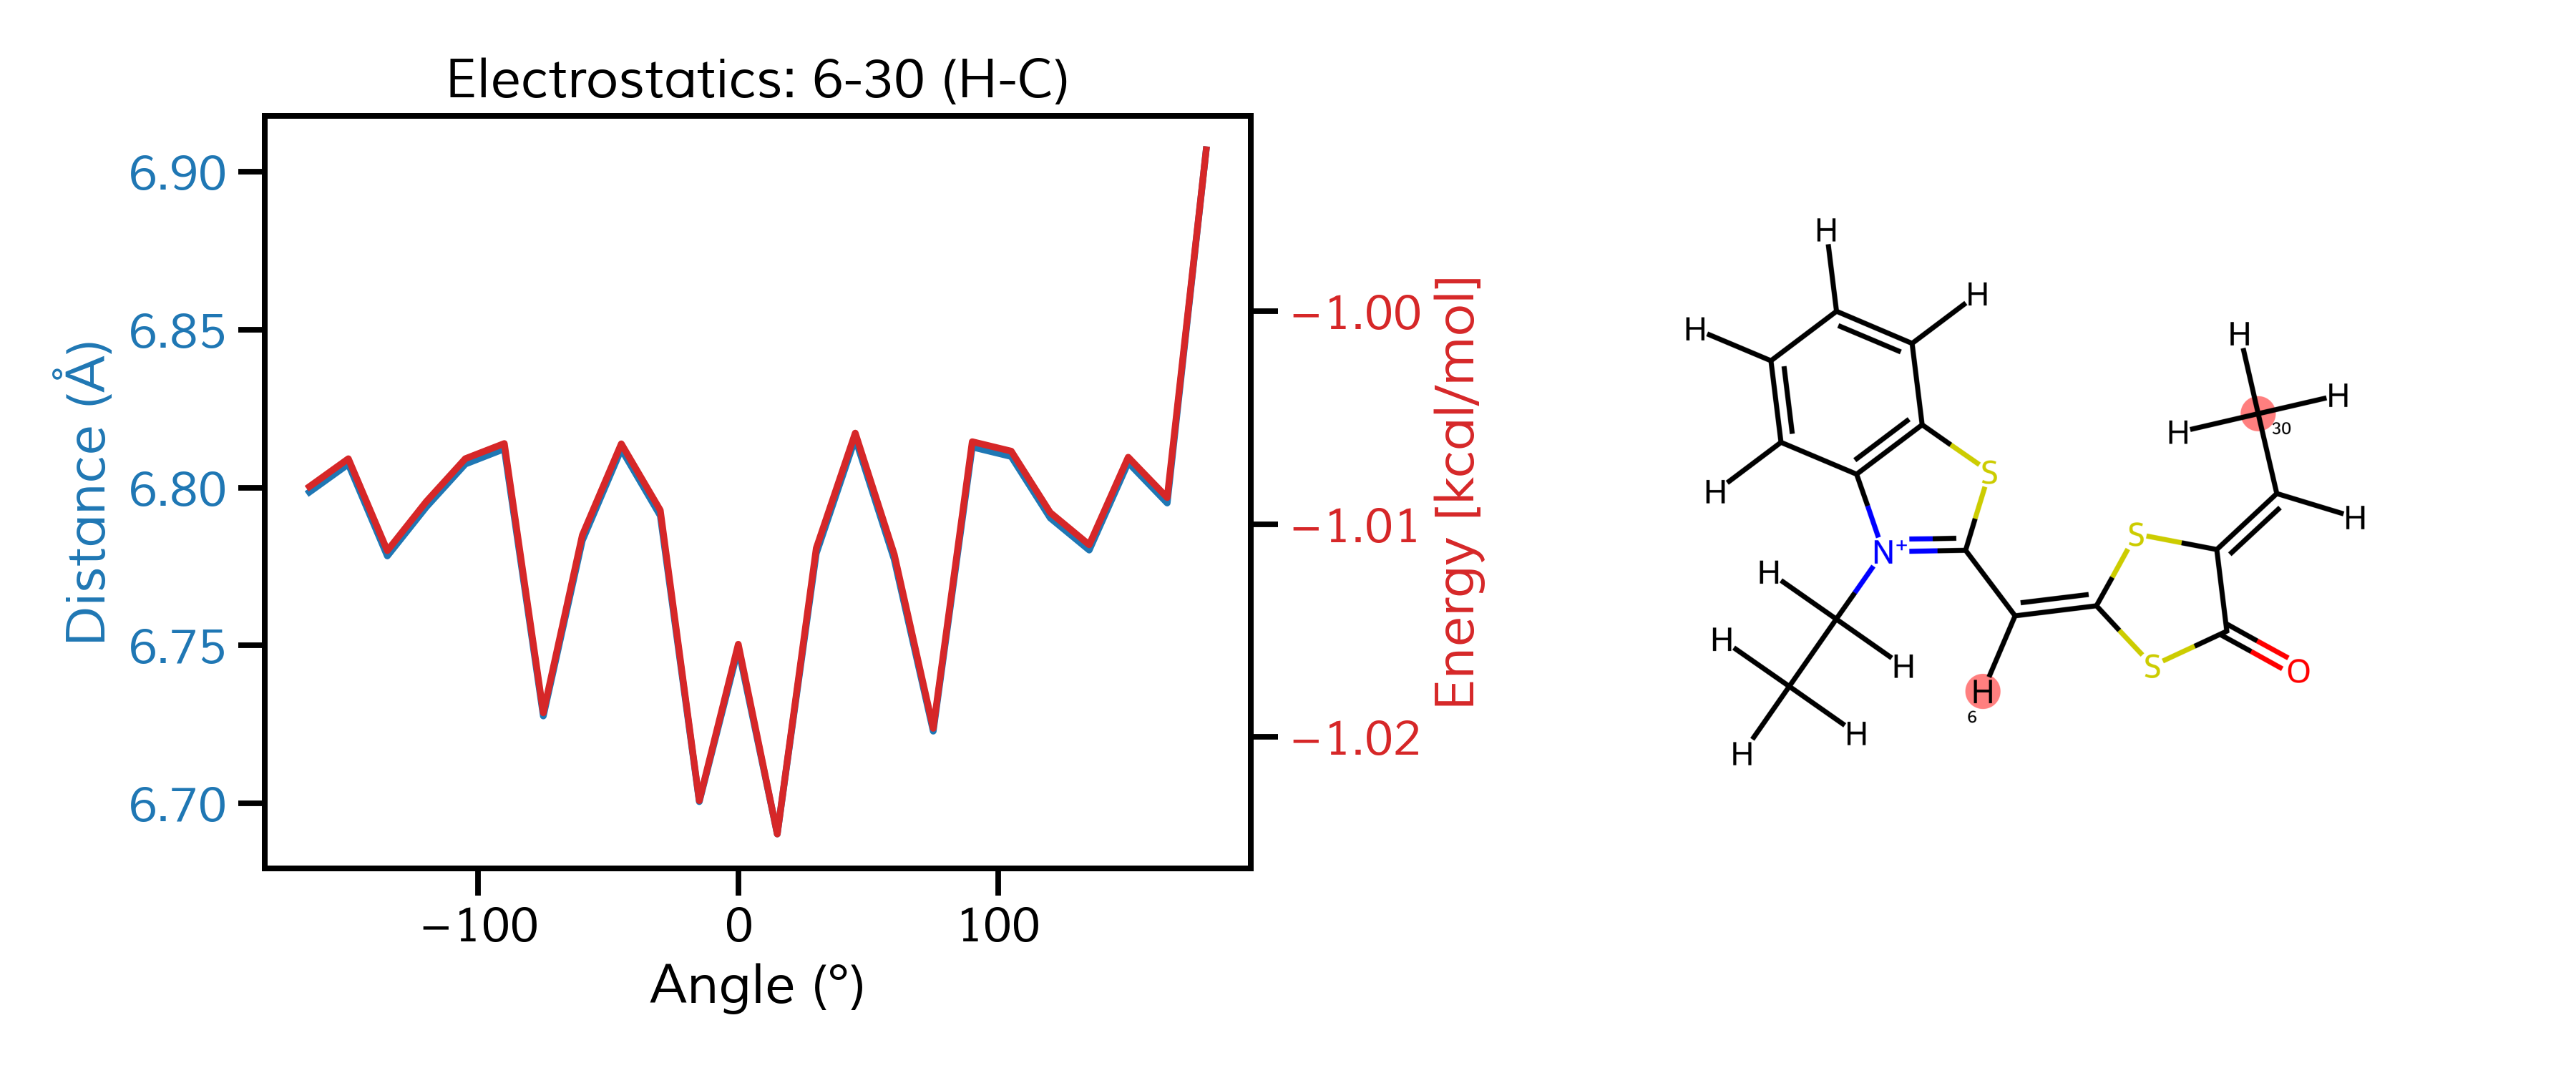 Electrostatics: 6-30 (H-C)
6.90
6.85
6.80
6.75
6.70
Distance (Å)
−100
0
100
Angle (°)
−1.00
−1.01
−1.02
Energy [kcal/mol]
H
H
H
H
H
H
H
30
S
H
S
N+
H
H
S
O
H
H
6
H
H